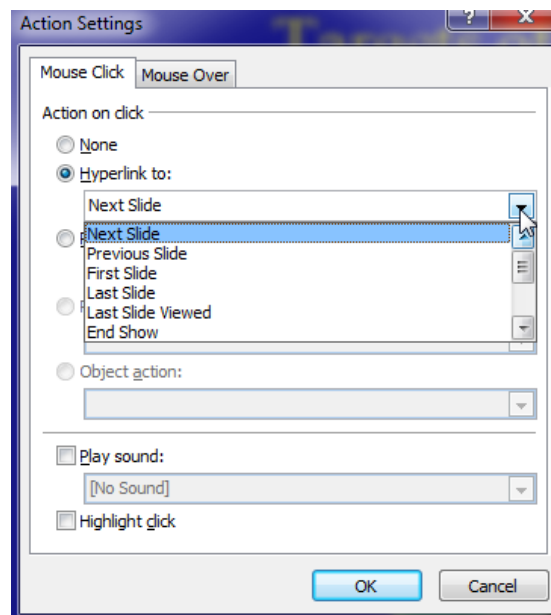 Action Settings
Mouse Click Mouse Over
Action on click
None
Hyperlink to:
Next Slide
Next Slide
Previous Slide
First Slide
Last Slide
Last Slide Viewed
End Show
Object action:
Play sound:
[No Sound]
Highlight click
OK Cancel